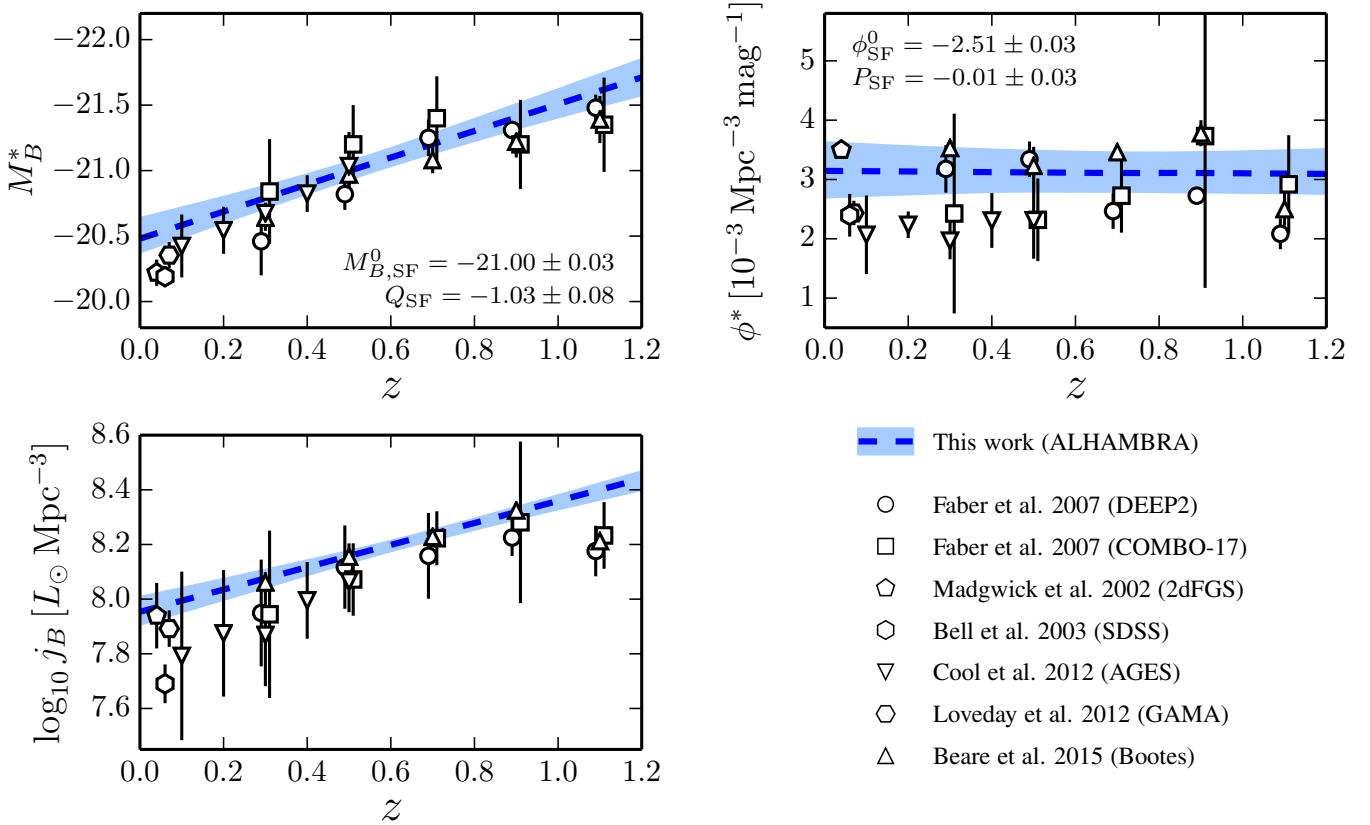 −22.0
−21.5
−21.0
−20.5
−20.0
M*_B
M^0_{B,SF} = −21.00 ± 0.03
Q_SF = −1.03 ± 0.08
0.0 0.2 0.4 0.6 0.8 1.0 1.2
z
5
4
3
2
1
ϕ* [10^{−3} Mpc^{−3} mag^{−1}]
ϕ^0_SF = −2.51 ± 0.03
P_SF = −0.01 ± 0.03
0.0 0.2 0.4 0.6 0.8 1.0 1.2
z
8.6
8.4
8.2
8.0
7.8
7.6
log_{10} j_B [L_⊙ Mpc^{−3}]
0.0 0.2 0.4 0.6 0.8 1.0 1.2
z
This work (ALHAMBRA)
Faber et al. 2007 (DEEP2)
Faber et al. 2007 (COMBO-17)
Madgwick et al. 2002 (2dFGS)
Bell et al. 2003 (SDSS)
Cool et al. 2012 (AGES)
Loveday et al. 2012 (GAMA)
Beare et al. 2015 (Bootes)